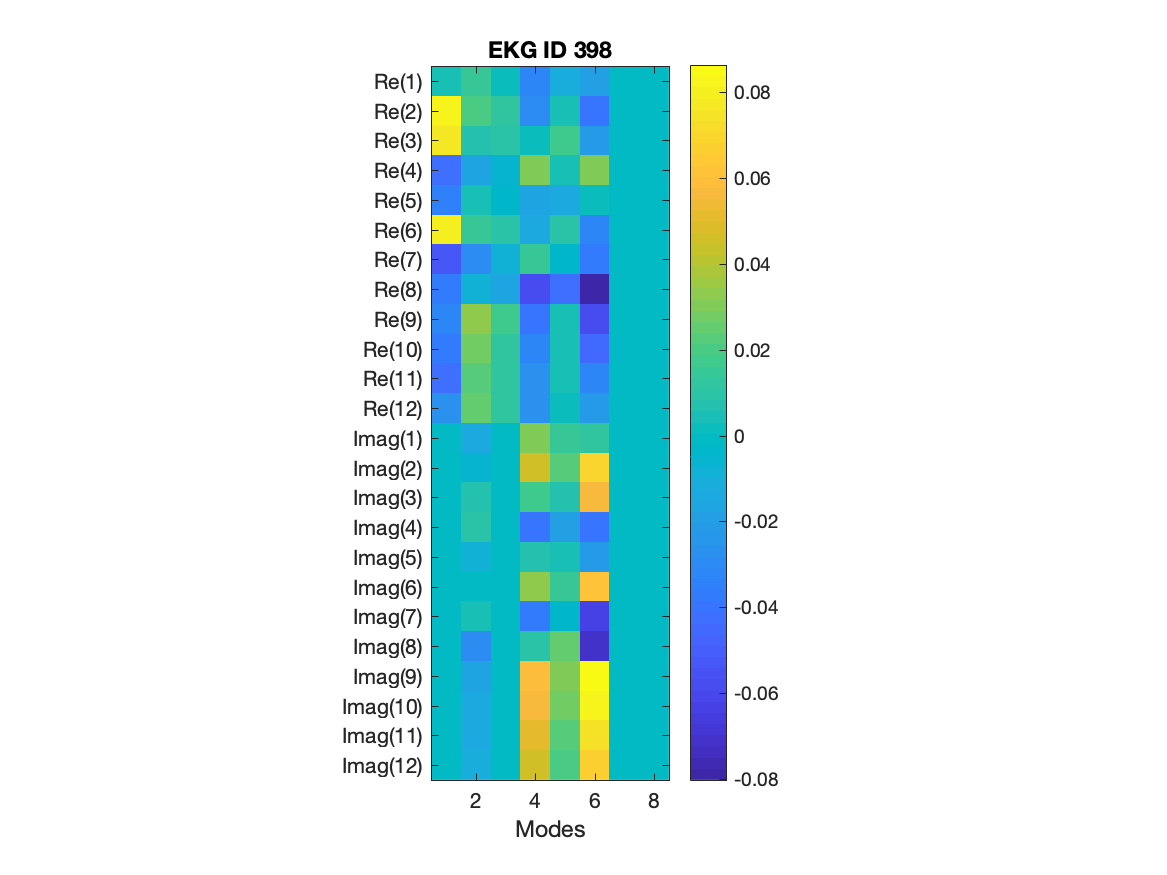 EKG ID 398
Re(1)
Re(2)
Re(3)
Re(4)
Re(5)
Re(6)
Re(7)
Re(8)
Re(9)
Re(10)
Re(11)
Re(12)
Imag(1)
Imag(2)
Imag(3)
Imag(4)
Imag(5)
Imag(6)
Imag(7)
Imag(8)
Imag(9)
Imag(10)
Imag(11)
Imag(12)
2 4 6 8
Modes
0.08
0.06
0.04
0.02
0
-0.02
-0.04
-0.06
-0.08